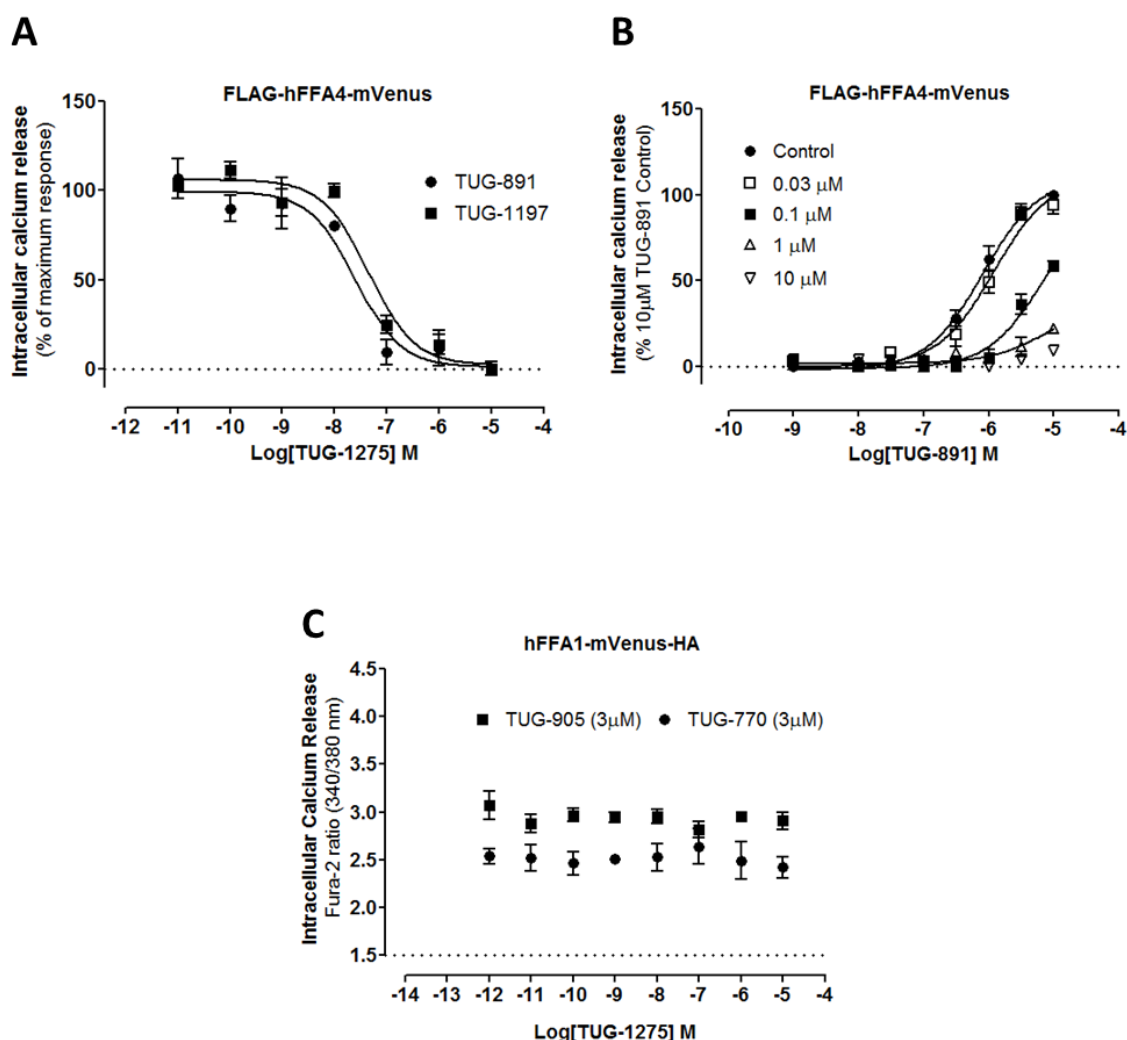 A
FLAG-hFFA4-mVenus
Intracellular calcium release
(% of maximum response)
150
100
50
0
TUG-891
TUG-1197
-12 -11 -10 -9 -8 -7 -6 -5 -4
Log[TUG-1275] M
B
FLAG-hFFA4-mVenus
Intracellular calcium release
(% 10μM TUG-891 Control)
150
100
50
0
Control
0.03 μM
0.1 μM
1 μM
10 μM
-10 -9 -8 -7 -6 -5 -4
Log[TUG-891] M
C
hFFA1-mVenus-HA
Intracellular Calcium Release
Fura-2 ratio (340/380 nm)
4.5
4.0
3.5
3.0
2.5
2.0
1.5
TUG-905 (3μM) TUG-770 (3μM)
-14 -13 -12 -11 -10 -9 -8 -7 -6 -5 -4
Log[TUG-1275] M